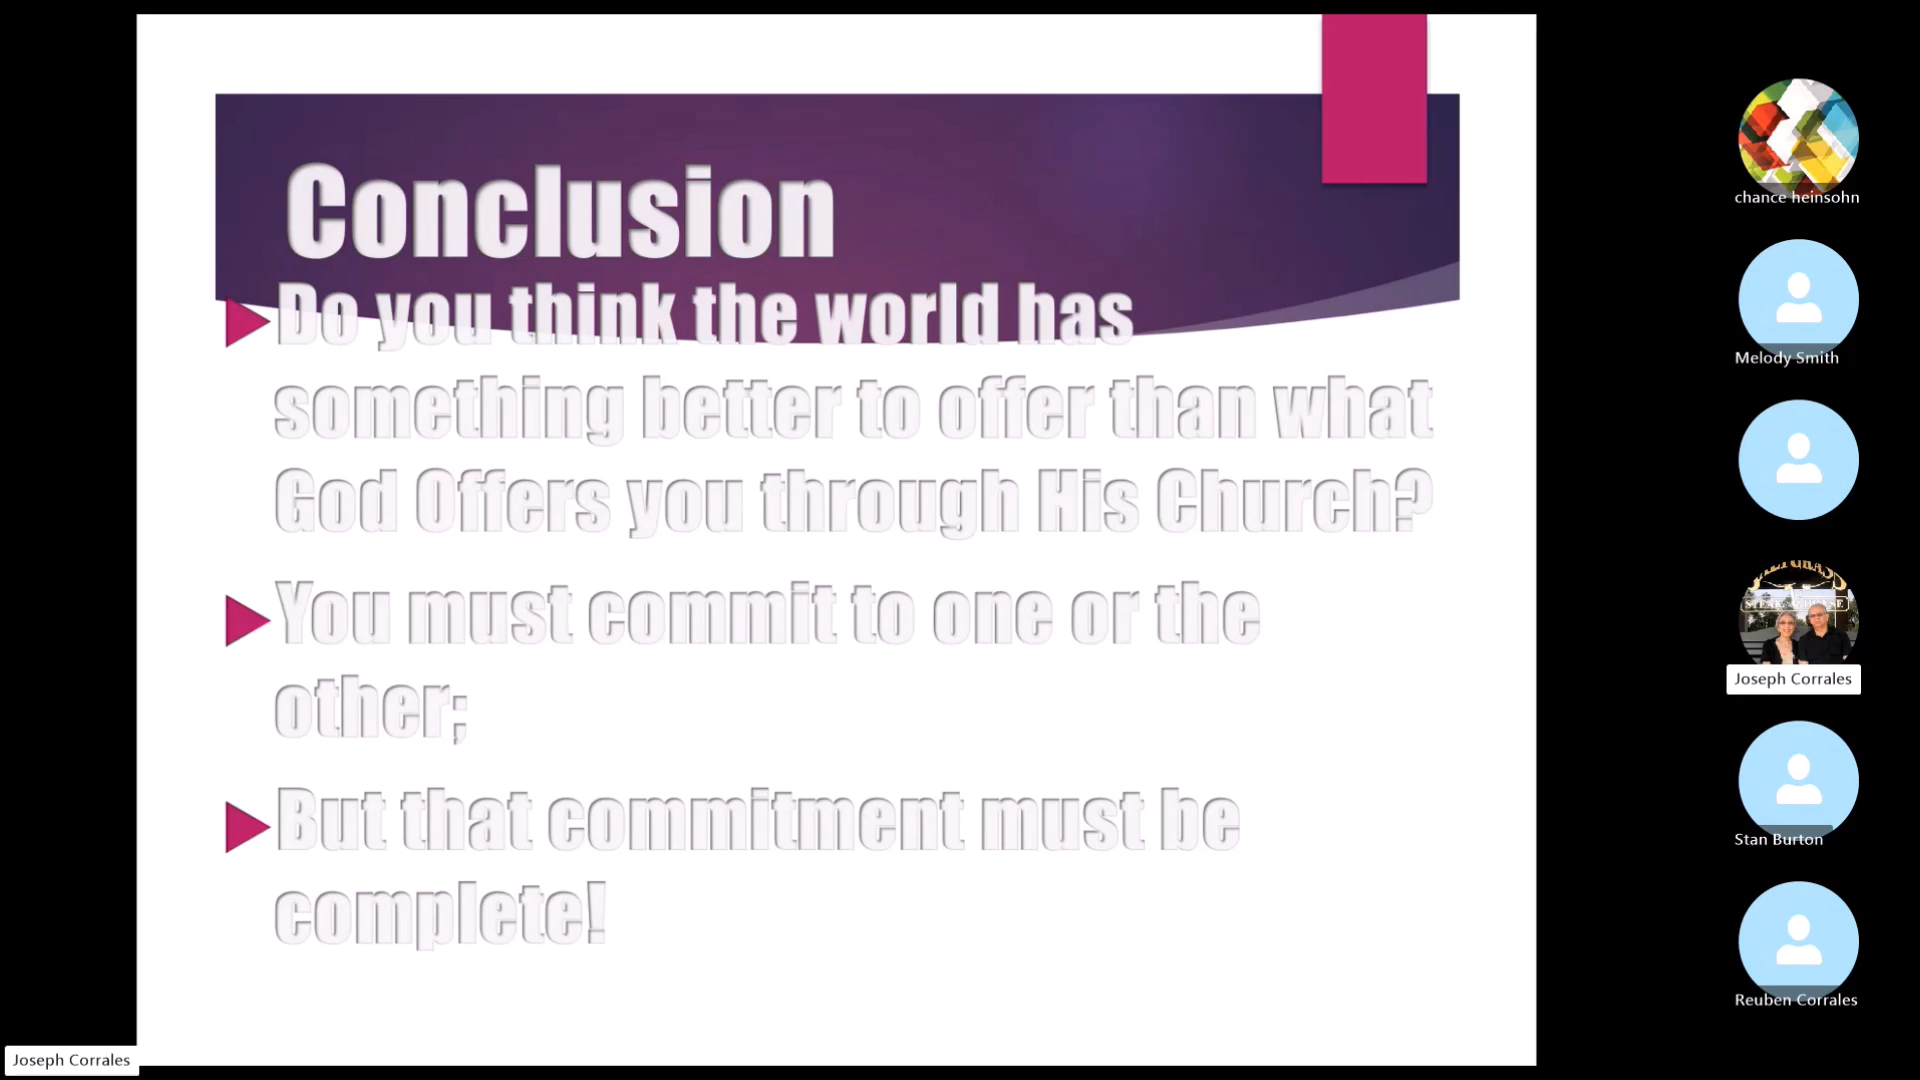 Conclusion
Do you think the world has
something better to offer than what
God Offers you through His Church?
You must commit to one or the
other;
But that commitment must be
complete!
chance heinsohn
Melody Smith
STEAK HOUSE
Joseph Corrales
Stan Burton
Reuben Corrales
Joseph Corrales